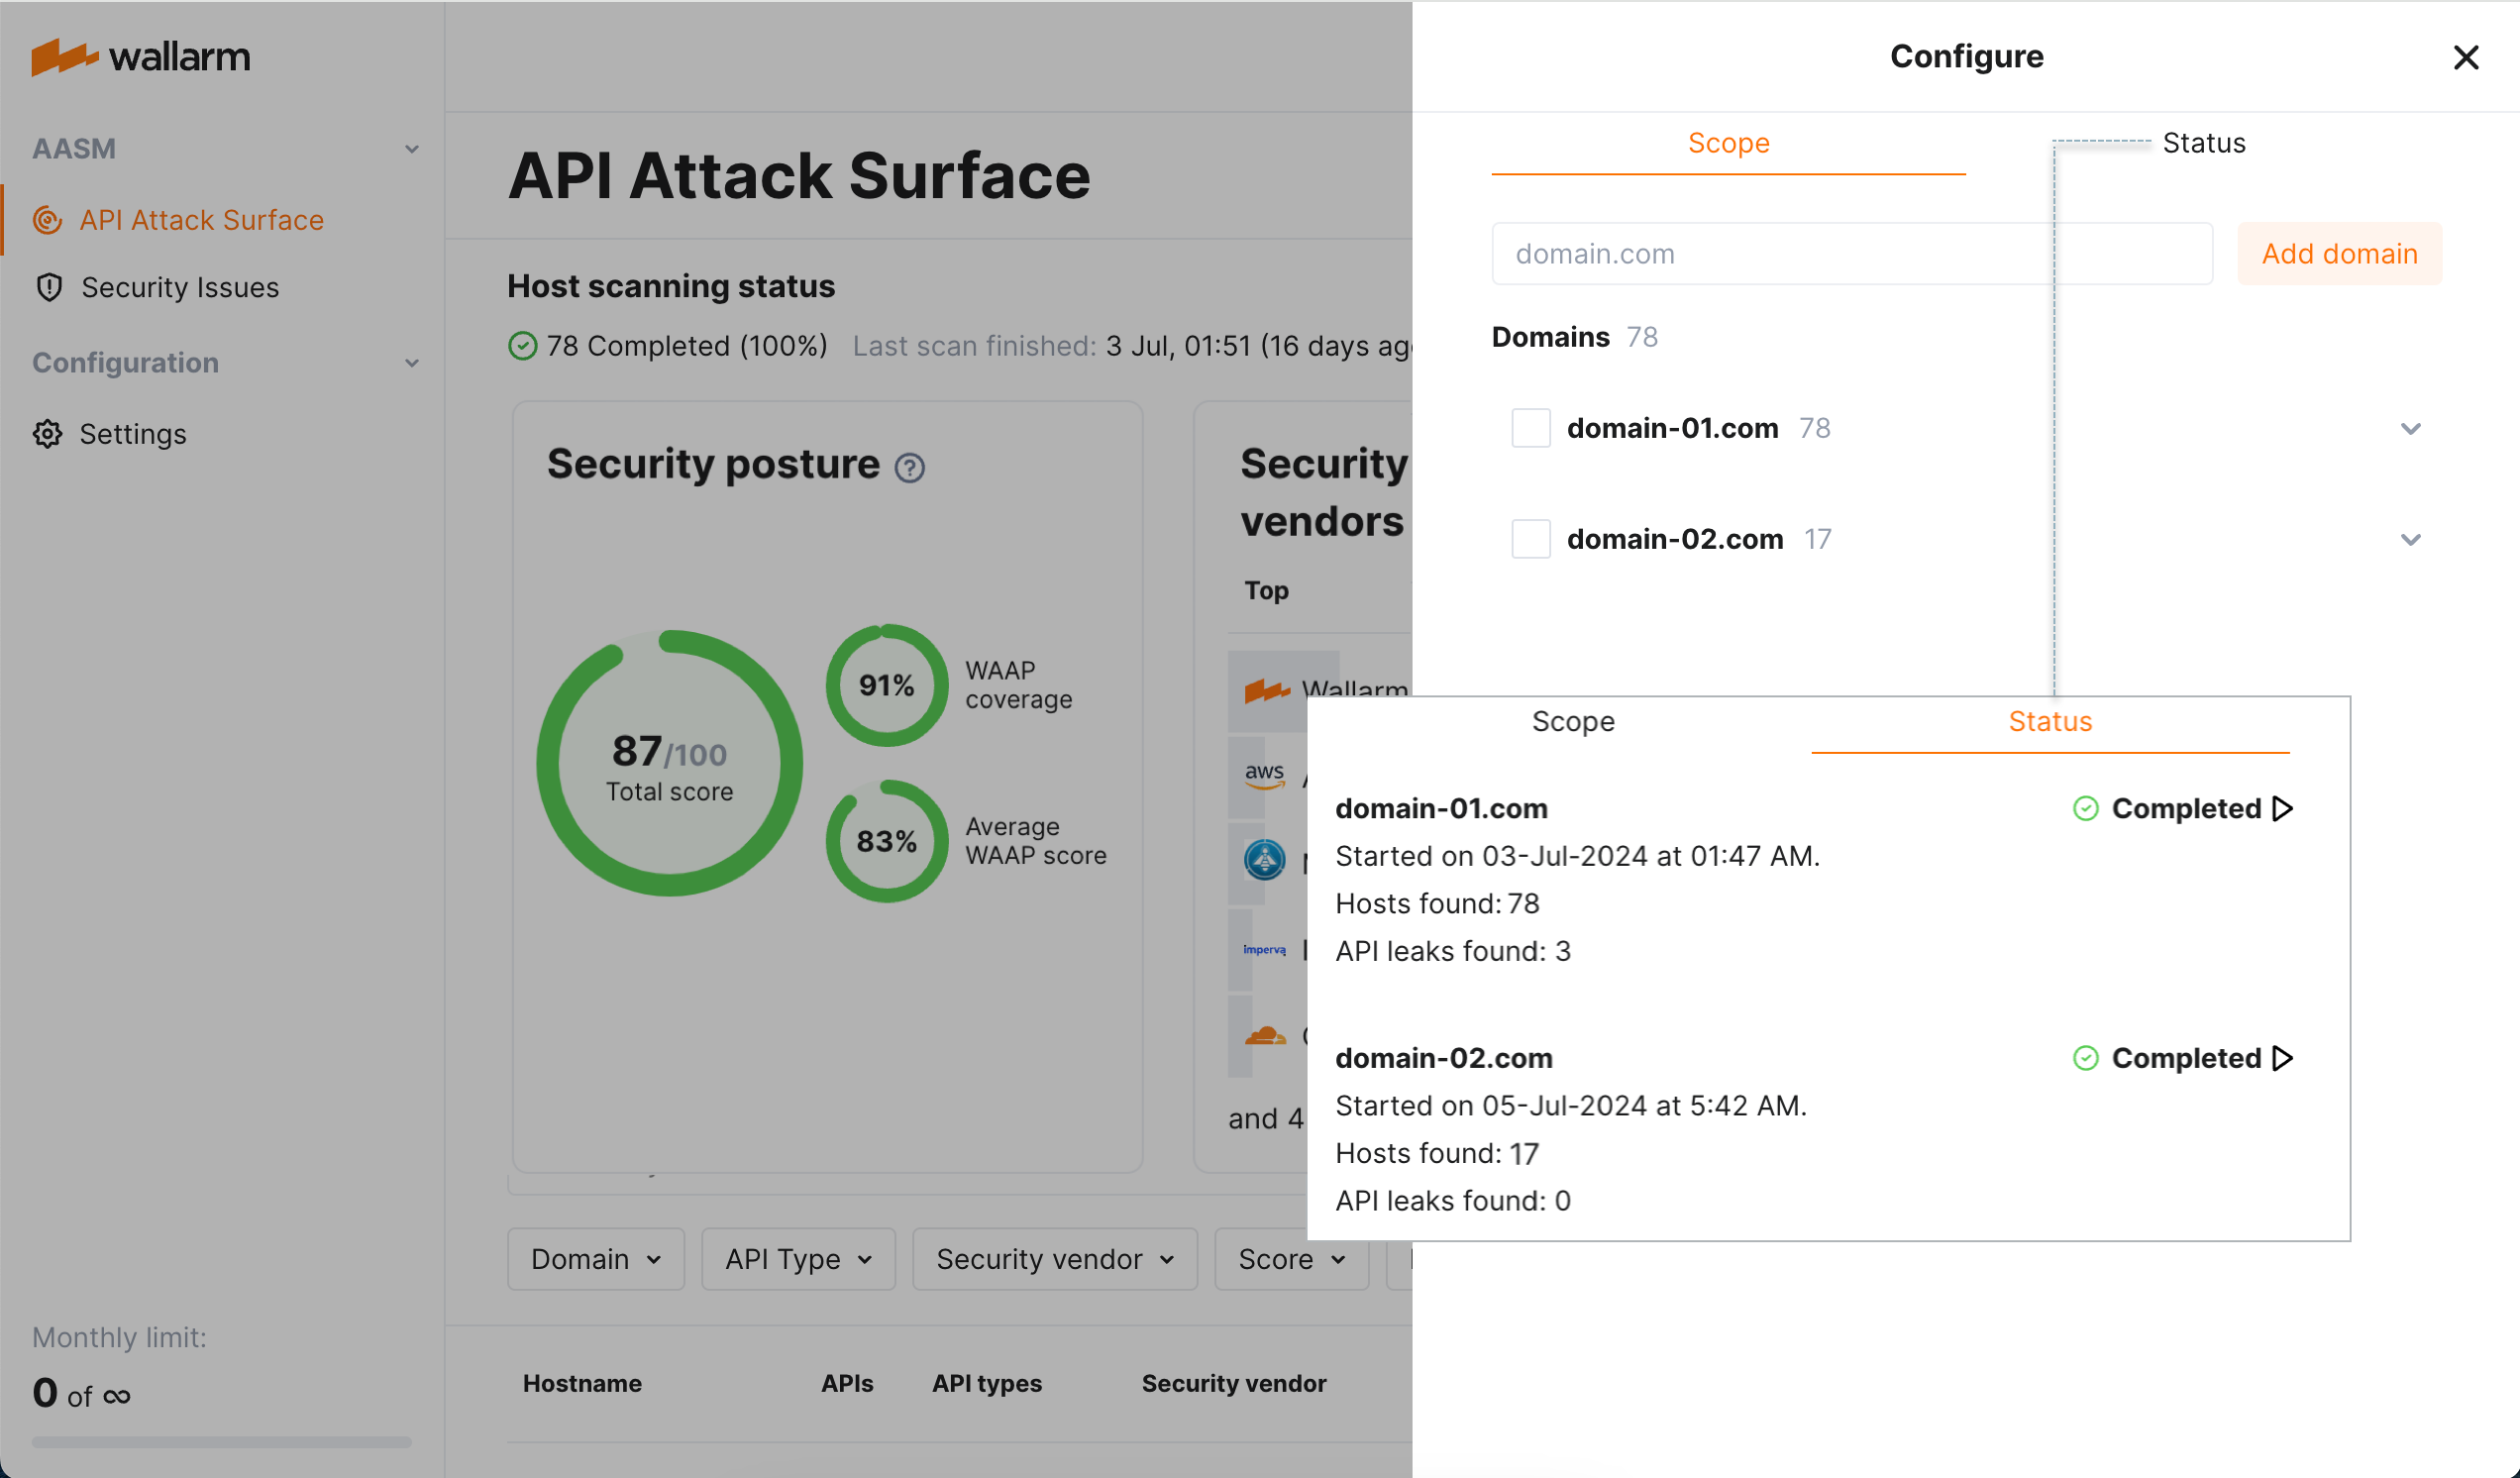 wallarm
AASM
API Attack Surface
Security Issues
Configuration
Settings
Monthly limit:
0 of ∞
API Attack Surface
Host scanning status
78 Completed (100%) Last scan finished: 3 Jul, 01:51 (16 days ag
Security posture ?
87/100
Total score
91%
WAAP
coverage
83%
Average
WAAP score
Security
vendors
Top
Wallarm
aws
imperva
and 4
Domain
API Type
Security vendor
Score
Hostname APIs API types Security vendor
Configure
Scope Status
domain.com
Add domain
Domains 78
domain-01.com 78
domain-02.com 17
Scope Status
domain-01.com Completed
Started on 03-Jul-2024 at 01:47 AM.
Hosts found: 78
API leaks found: 3
domain-02.com Completed
Started on 05-Jul-2024 at 5:42 AM.
Hosts found: 17
API leaks found: 0